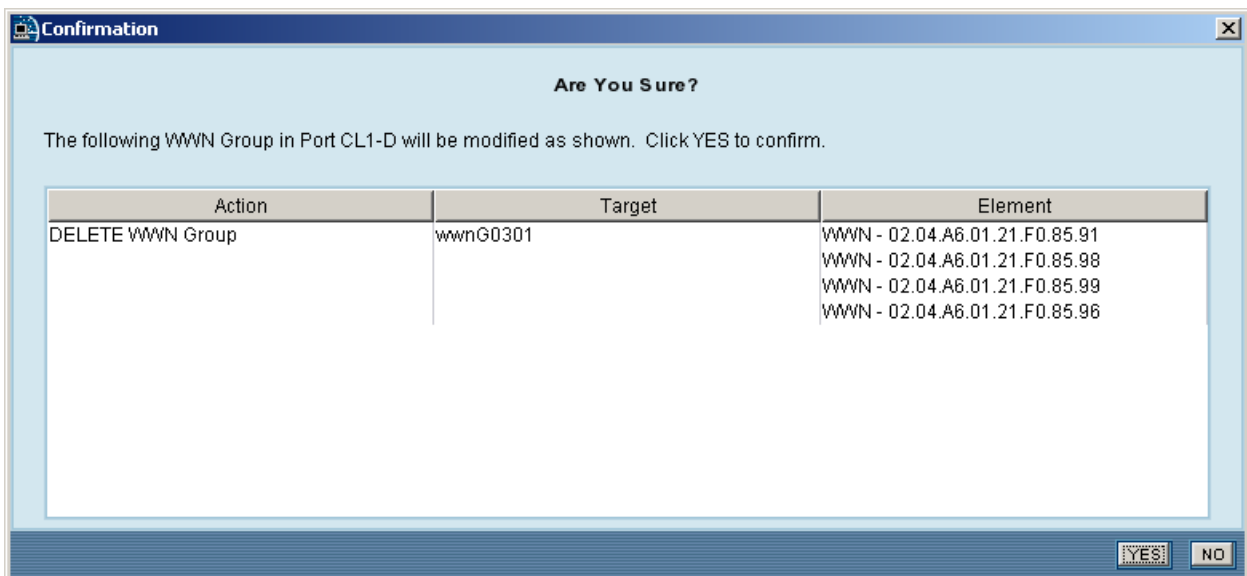 Confirmation
Are You Sure?
The following WWN Group in Port CL1-D will be modified as shown. Click YES to confirm.
Action Target Element
DELETE WWN Group wwnG0301 WWN - 02.04.A6.01.21.F0.85.91
WWN - 02.04.A6.01.21.F0.85.98
WWN - 02.04.A6.01.21.F0.85.99
WWN - 02.04.A6.01.21.F0.85.96
YES NO